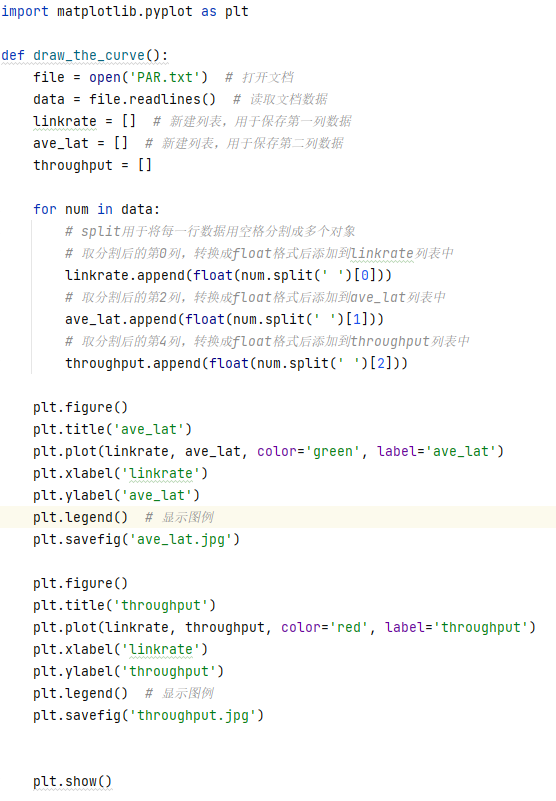 import matplotlib.pyplot as plt
def draw_the_curve():
    file = open('PAR.txt')  # 打开文档
    data = file.readlines()  # 读取文档数据
    linkrate = []  # 新建列表，用于保存第一列数据
    ave_lat = []  # 新建列表，用于保存第二列数据
    throughput = []
    for num in data:
        # split用于将每一行数据用空格分割成多个对象
        # 取分割后的第0列，转换成float格式后添加到linkrate列表中
        linkrate.append(float(num.split(' ')[0]))
        # 取分割后的第2列，转换成float格式后添加到ave_lat列表中
        ave_lat.append(float(num.split(' ')[1]))
        # 取分割后的第4列，转换成float格式后添加到throughput列表中
        throughput.append(float(num.split(' ')[2]))
    plt.figure()
    plt.title('ave_lat')
    plt.plot(linkrate, ave_lat, color='green', label='ave_lat')
    plt.xlabel('linkrate')
    plt.ylabel('ave_lat')
    plt.legend()  # 显示图例
    plt.savefig('ave_lat.jpg')
    plt.figure()
    plt.title('throughput')
    plt.plot(linkrate, throughput, color='red', label='throughput')
    plt.xlabel('linkrate')
    plt.ylabel('throughput')
    plt.legend()  # 显示图例
    plt.savefig('throughput.jpg')
    plt.show()